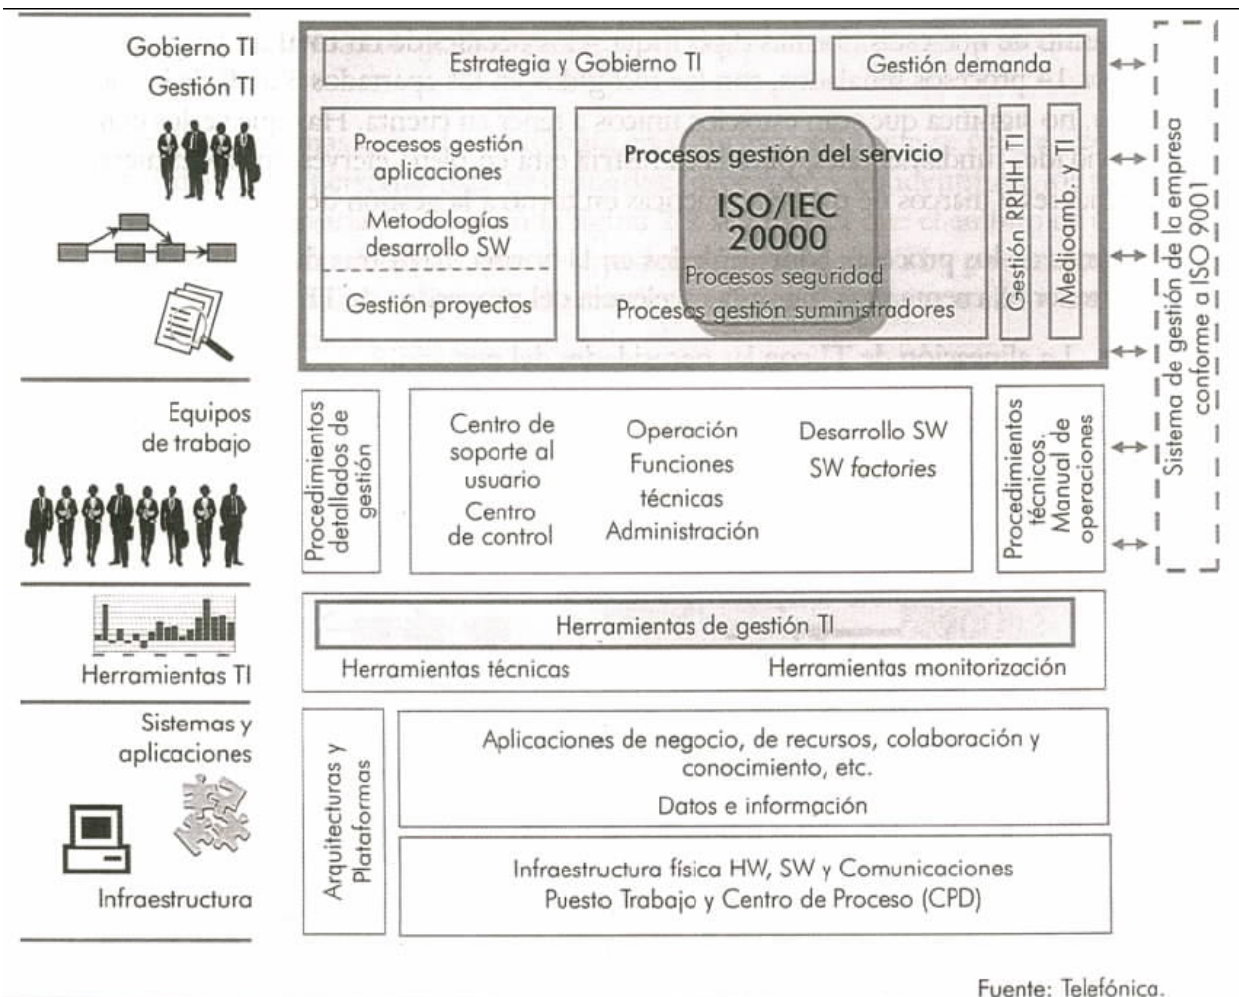 Gobierno TI
Gestión TI
Estrategia y Gobierno TI
Gestión demanda
Procesos gestión
aplicaciones
Metodologías
desarrollo SW
Gestión proyectos
Procesos gestión del servicio
ISO/IEC
20000
Procesos seguridad
Procesos gestión suministradores
Gestión RRHH TI
Medioamb. y TI
Sistema de gestión de la empresa
conforme a ISO 9001
Equipos
de trabajo
Procedimientos
detallados de
gestión
Centro de
soporte al
usuario
Centro
de control
Operación
Funciones
técnicas
Administración
Desarrollo SW
SW factories
Procedimientos
técnicos.
Manual de
operaciones
Herramientas TI
Herramientas de gestión TI
Herramientas técnicas
Herramientas monitorización
Sistemas y
aplicaciones
Infraestructura
Arquitecturas y
Plataformas
Aplicaciones de negocio, de recursos, colaboración y
conocimiento, etc.
Datos e información
Infraestructura física HW, SW y Comunicaciones
Puesto Trabajo y Centro de Proceso (CPD)
Fuente: Telefónica.